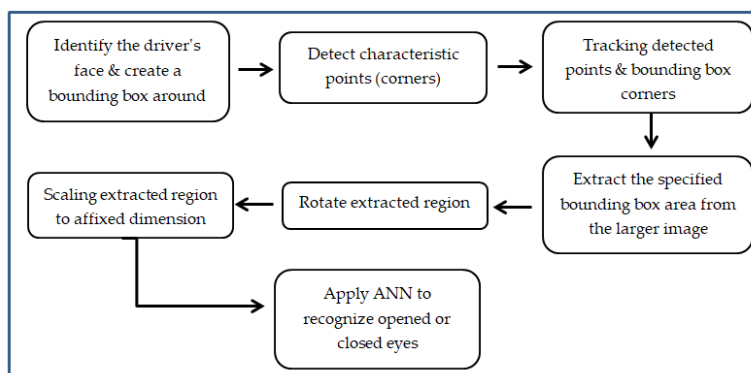 Identify the driver's
face & create a
bounding box around
Detect characteristic
points (corners)
Tracking detected
points & bounding box
corners
Extract the specified
bounding box area from
the larger image
Rotate extracted region
Scaling extracted region
to affixed dimension
Apply ANN to
recognize opened or
closed eyes